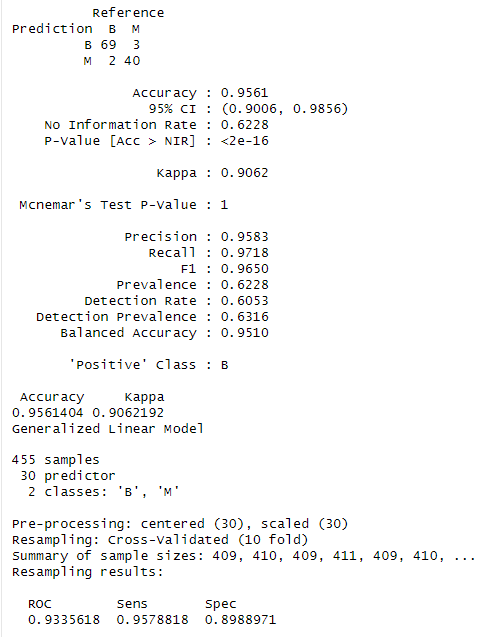 Reference
Prediction B M
B 69 3
M 2 40
Accuracy : 0.9561
95% CI : (0.9006, 0.9856)
No Information Rate : 0.6228
P-Value [Acc > NIR] : <2e-16
Kappa : 0.9062
Mcnemar's Test P-Value : 1
Precision : 0.9583
Recall : 0.9718
F1 : 0.9650
Prevalence : 0.6228
Detection Rate : 0.6053
Detection Prevalence : 0.6316
Balanced Accuracy : 0.9510
'Positive' Class : B
Accuracy Kappa
0.9561404 0.9062192
Generalized Linear Model
455 samples
30 predictor
2 classes: 'B', 'M'
Pre-processing: centered (30), scaled (30)
Resampling: Cross-Validated (10 fold)
Summary of sample sizes: 409, 410, 409, 411, 409, 410, ...
Resampling results:
ROC Sens Spec
0.9335618 0.9578818 0.8988971